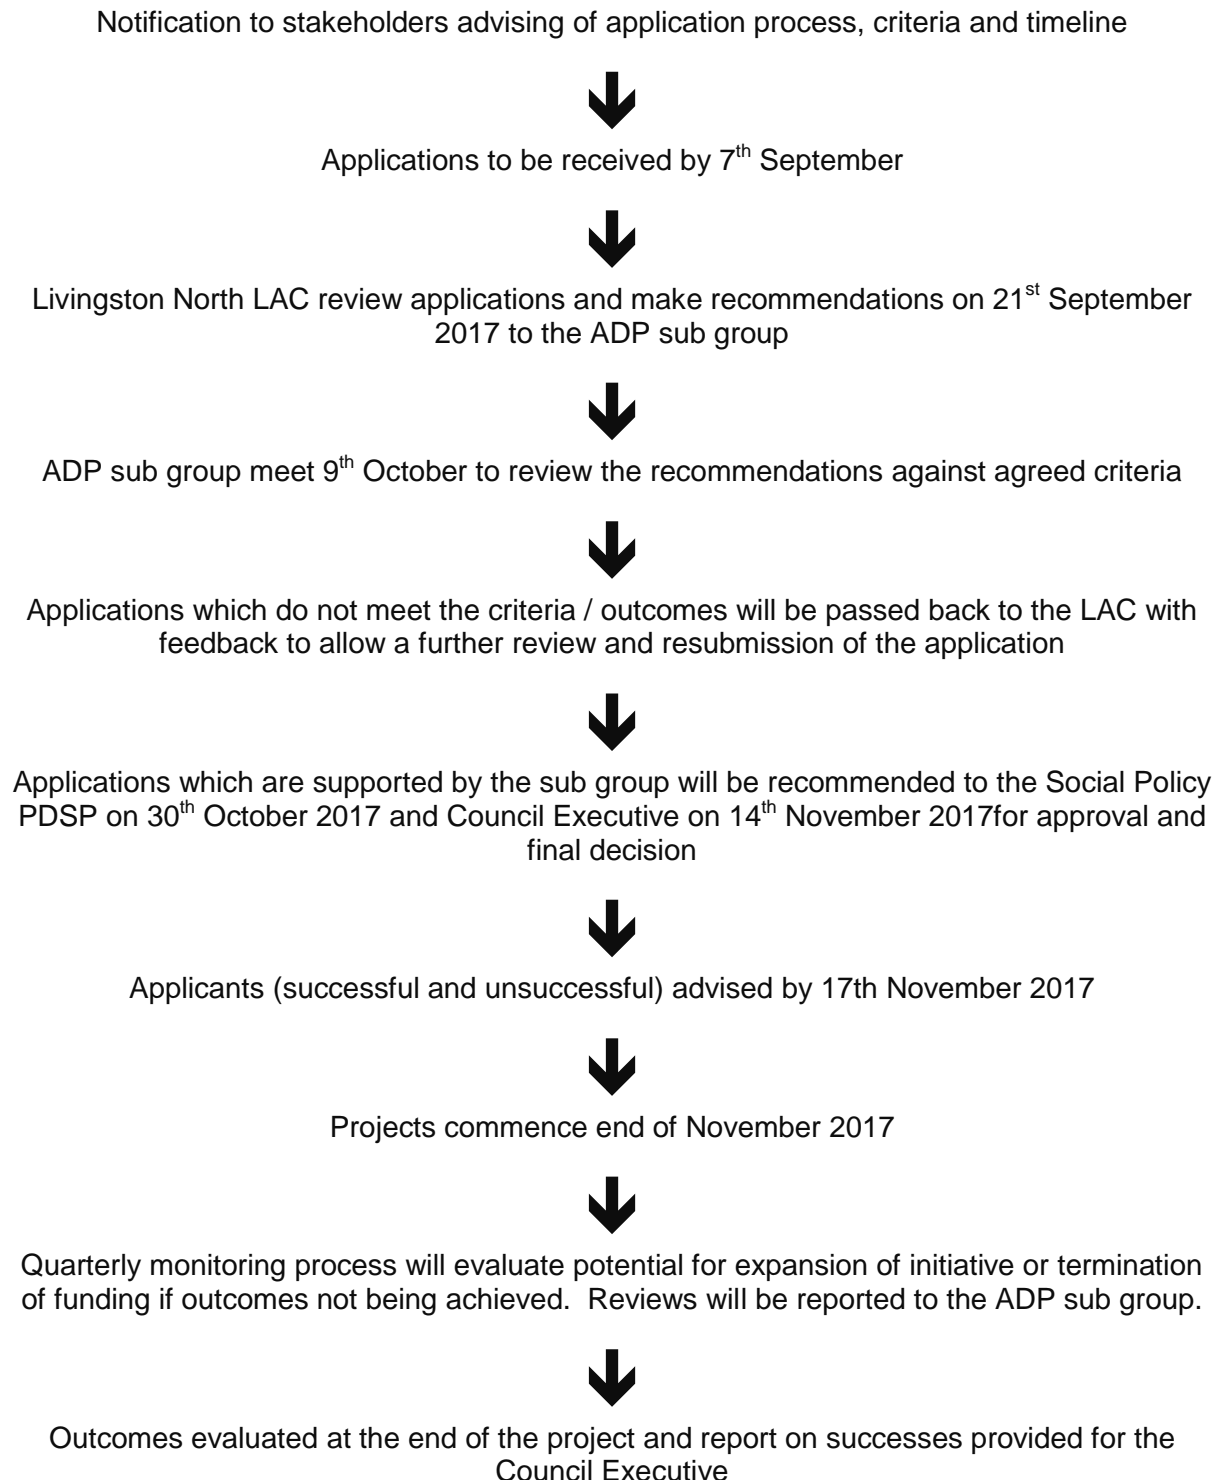 Notification to stakeholders advising of application process, criteria and timeline
Applications to be received by 7th September
Livingston North LAC review applications and make recommendations on 21st September
2017 to the ADP sub group
ADP sub group meet 9th October to review the recommendations against agreed criteria
Applications which do not meet the criteria / outcomes will be passed back to the LAC with
feedback to allow a further review and resubmission of the application
Applications which are supported by the sub group will be recommended to the Social Policy
PDSP on 30th October 2017 and Council Executive on 14th November 2017for approval and
final decision
Applicants (successful and unsuccessful) advised by 17th November 2017
Projects commence end of November 2017
Quarterly monitoring process will evaluate potential for expansion of initiative or termination
of funding if outcomes not being achieved.  Reviews will be reported to the ADP sub group.
Outcomes evaluated at the end of the project and report on successes provided for the
Council Executive